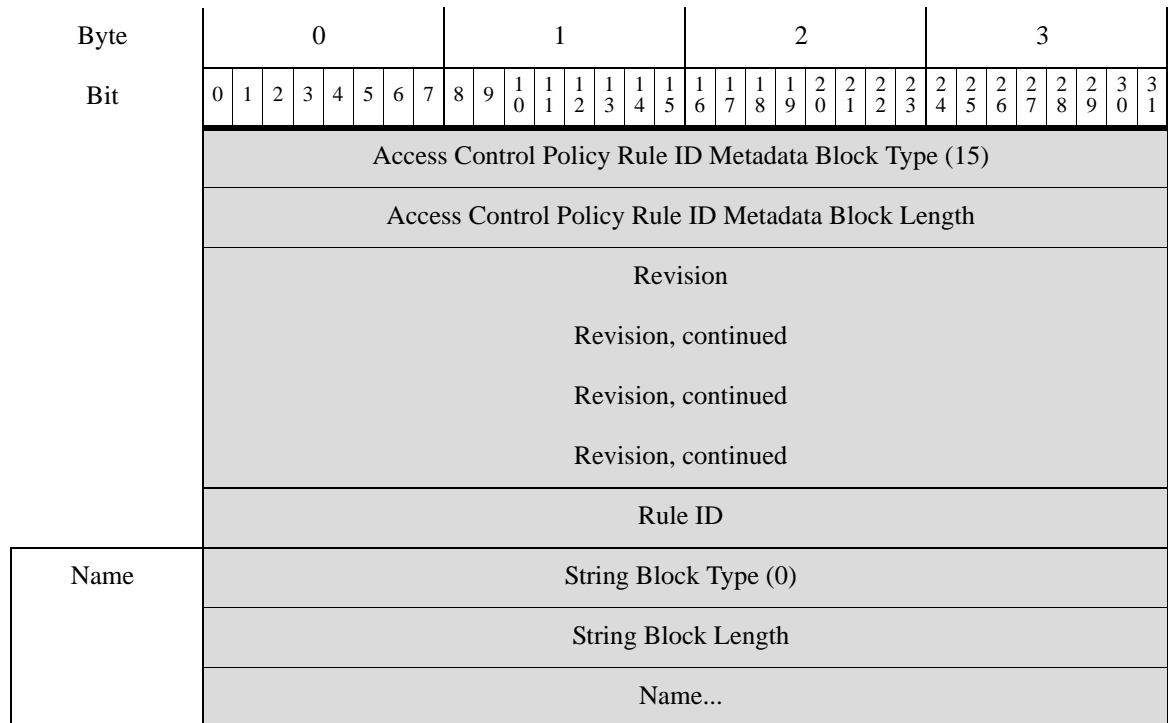 Byte 0 1 2 3
Bit 0 1 2 3 4 5 6 7 8 9 10 11 12 13 14 15 16 17 18 19 20 21 22 23 24 25 26 27 28 29 30 31
Access Control Policy Rule ID Metadata Block Type (15)
Access Control Policy Rule ID Metadata Block Length
Revision
Revision, continued
Revision, continued
Revision, continued
Rule ID
Name String Block Type (0)
String Block Length
Name...